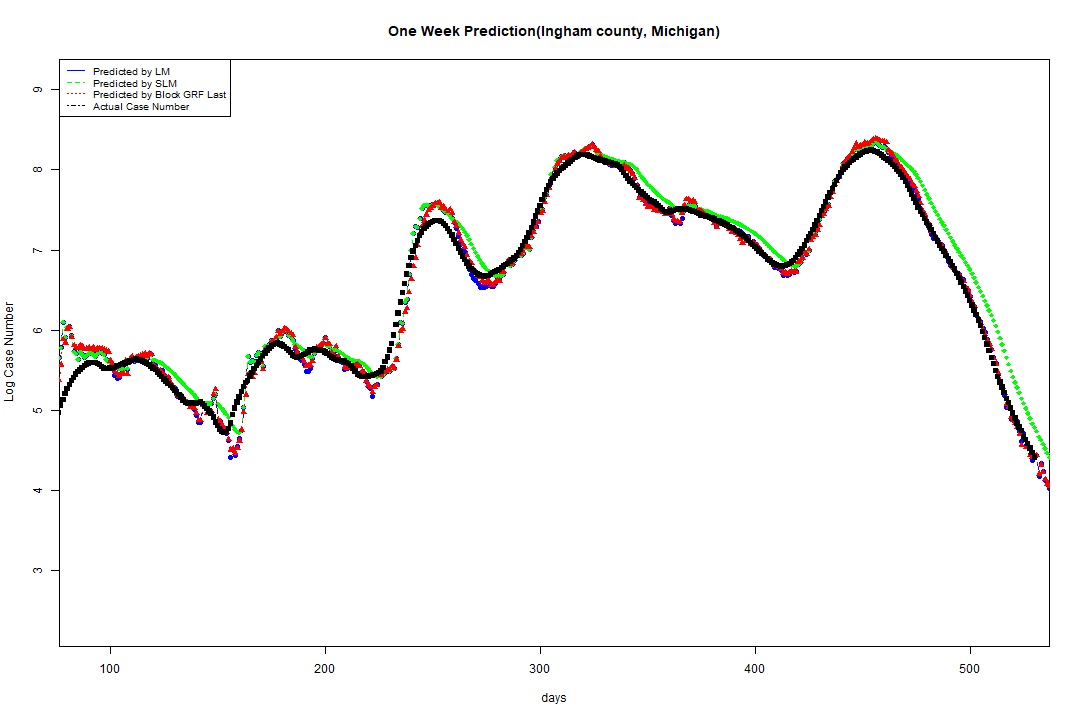 One Week Prediction(Ingham county, Michigan)
Predicted by LM
Predicted by SLM
Predicted by Block GRF Last
Actual Case Number
9
8
7
6
5
4
3
Log Case Number
100 200 300 400 500
days